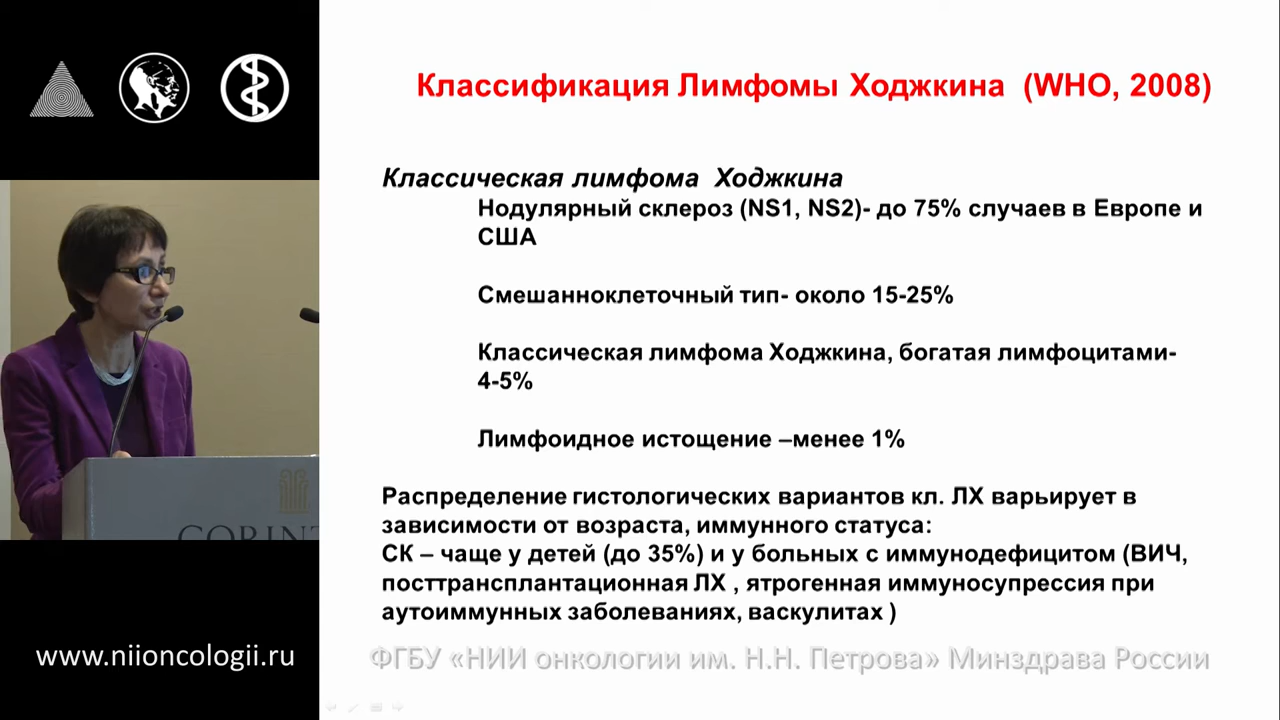 Классификация Лимфомы Ходжкина (WHO, 2008)
Классическая лимфома Ходжкина
Нодулярный склероз (NS1, NS2)- до 75% случаев в Европе и
США
Смешанноклеточный тип- около 15-25%
Классическая лимфома Ходжкина, богатая лимфоцитами-
4-5%
Лимфоидное истощение –менее 1%
Распределение гистологических вариантов кл. ЛХ варьирует в
зависимости от возраста, иммунного статуса:
СК – чаще у детей (до 35%) и у больных с иммунодефицитом (ВИЧ,
посттрансплантационная ЛХ , ятрогенная иммуносупрессия при
аутоиммунных заболеваниях, васкулитах )
CORINT
www.niioncologii.ru
ФГБУ «НИИ онкологии им. Н.Н. Петрова» Минздрава России